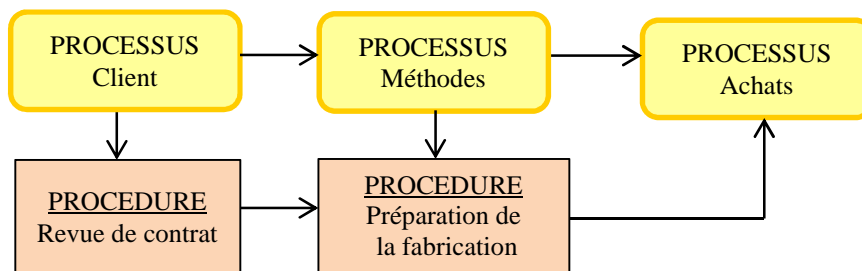 PROCESSUS
Client
PROCESSUS
Méthodes
PROCESSUS
Achats
PROCEDURE
Revue de contrat
PROCEDURE
Préparation de
la fabrication